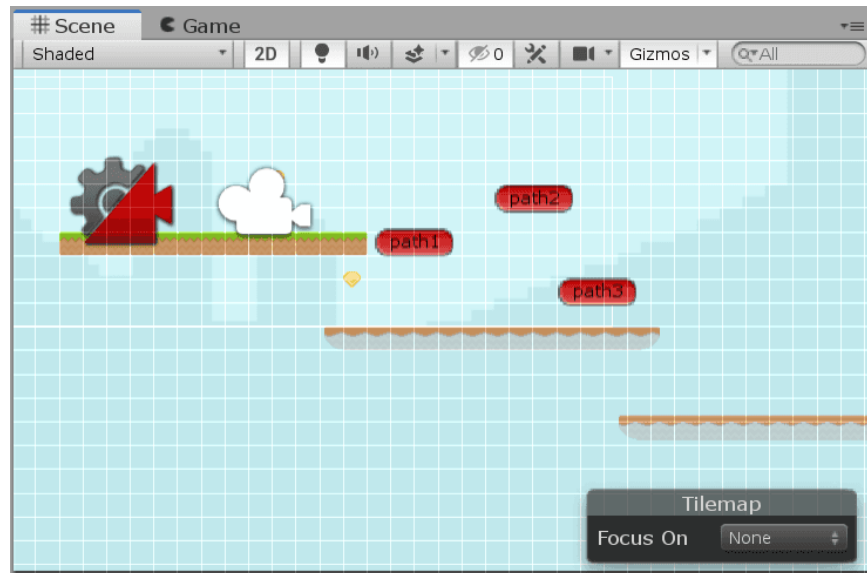 Scene Game
Shaded 2D 0 Gizmos All
path2
path1
path3
Tilemap
Focus On None